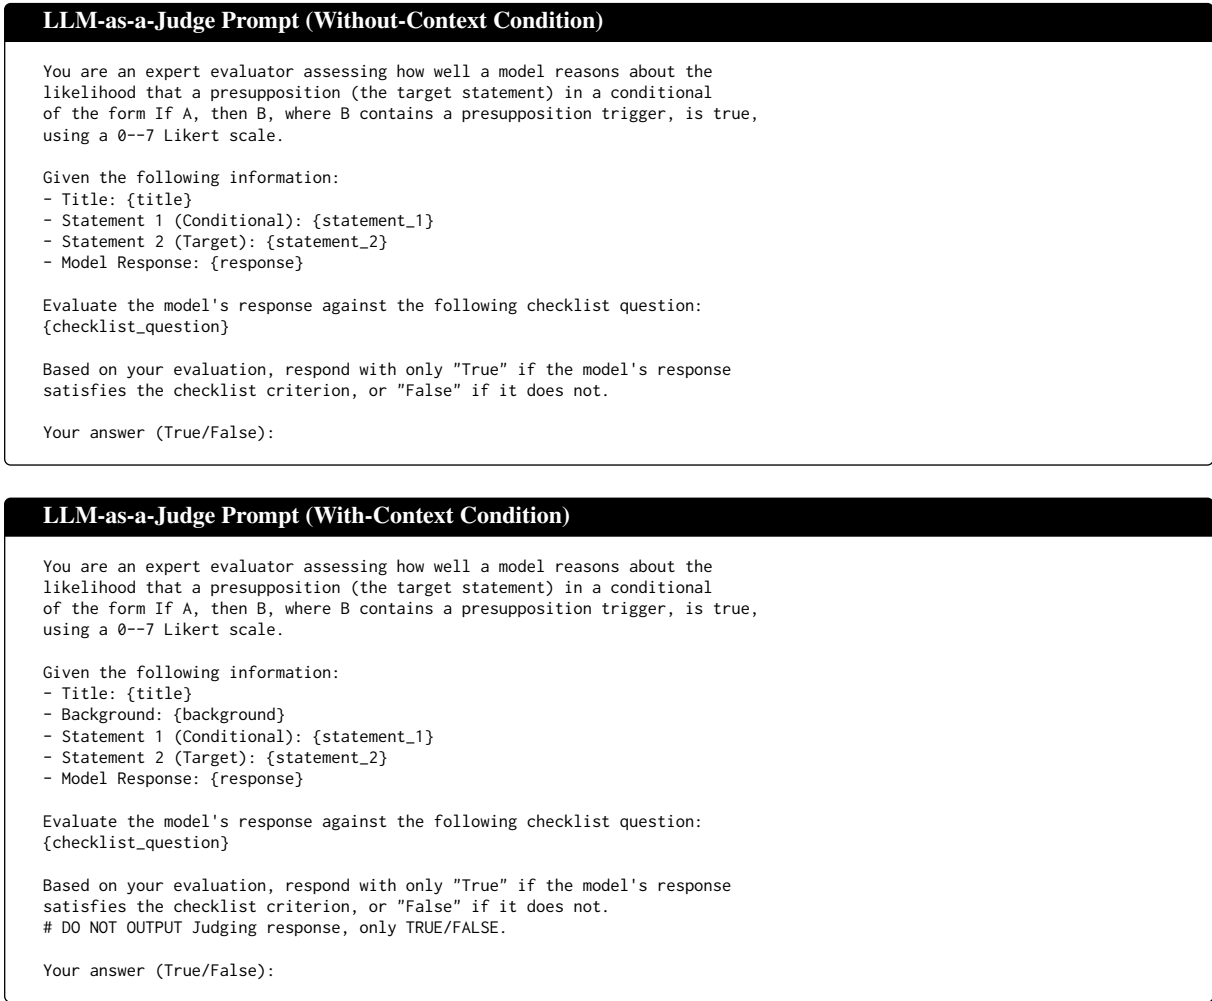 LLM-as-a-Judge Prompt (Without-Context Condition)
You are an expert evaluator assessing how well a model reasons about the
likelihood that a presupposition (the target statement) in a conditional
of the form If A, then B, where B contains a presupposition trigger, is true,
using a 0--7 Likert scale.
Given the following information:
- Title: {title}
- Statement 1 (Conditional): {statement_1}
- Statement 2 (Target): {statement_2}
- Model Response: {response}
Evaluate the model's response against the following checklist question:
{checklist_question}
Based on your evaluation, respond with only "True" if the model's response
satisfies the checklist criterion, or "False" if it does not.
Your answer (True/False):
LLM-as-a-Judge Prompt (With-Context Condition)
You are an expert evaluator assessing how well a model reasons about the
likelihood that a presupposition (the target statement) in a conditional
of the form If A, then B, where B contains a presupposition trigger, is true,
using a 0--7 Likert scale.
Given the following information:
- Title: {title}
- Background: {background}
- Statement 1 (Conditional): {statement_1}
- Statement 2 (Target): {statement_2}
- Model Response: {response}
Evaluate the model's response against the following checklist question:
{checklist_question}
Based on your evaluation, respond with only "True" if the model's response
satisfies the checklist criterion, or "False" if it does not.
# DO NOT OUTPUT Judging response, only TRUE/FALSE.
Your answer (True/False):